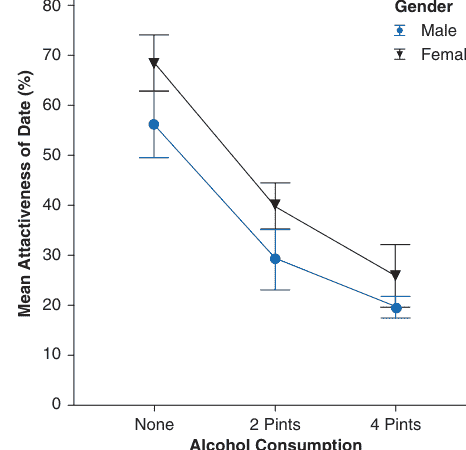 Gender
Male
Femal
80
70
60
50
40
30
20
10
0
Mean Attactiveness of Date (%)
None
2 Pints
4 Pints
Alcohol Consumption